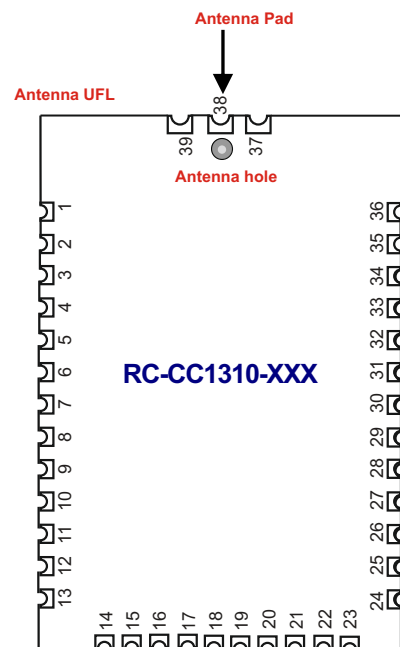 Antenna Pad
Antenna UFL
39 38 37
Antenna hole
1 36
2 35
3 34
4 33
5 32
RC-CC1310-XXX
6 31
7 30
8 29
9 28
10 27
11 26
12 25
13 24
14 15 16 17 18 19 20 21 22 23